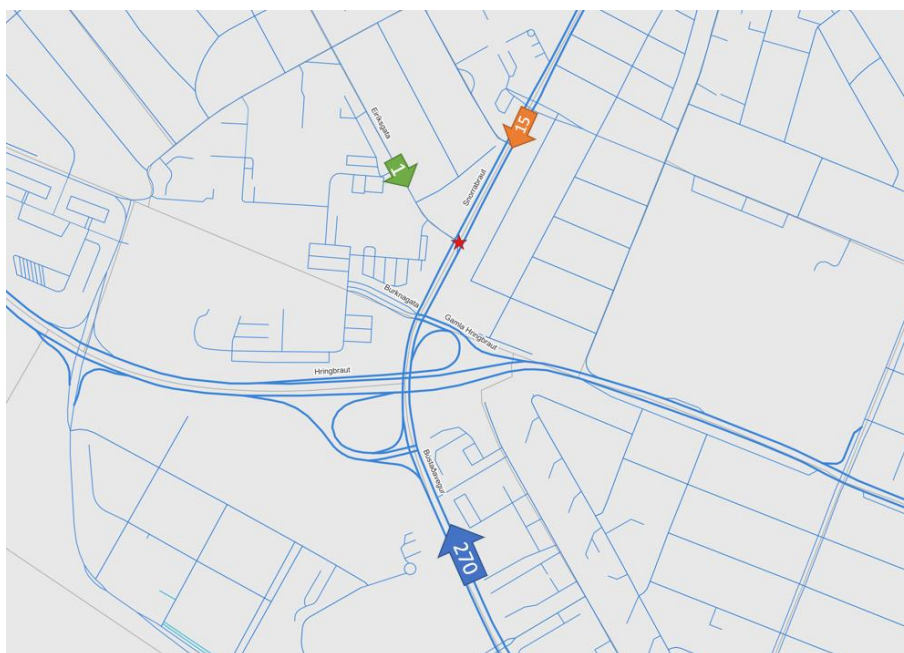 15
Eiríksgata
1
Snorrabraut
Burknagata
Gamla Hringbraut
Hringbraut
Bústaðavegur
270